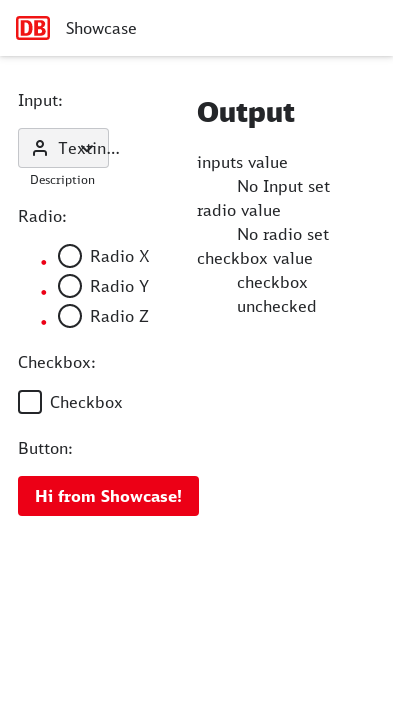 DB Showcase
Input:
Textin…
Description
Radio:
Radio X
Radio Y
Radio Z
Checkbox:
Checkbox
Button:
Hi from Showcase!
Output
inputs value
No Input set
radio value
No radio set
checkbox value
checkbox
unchecked